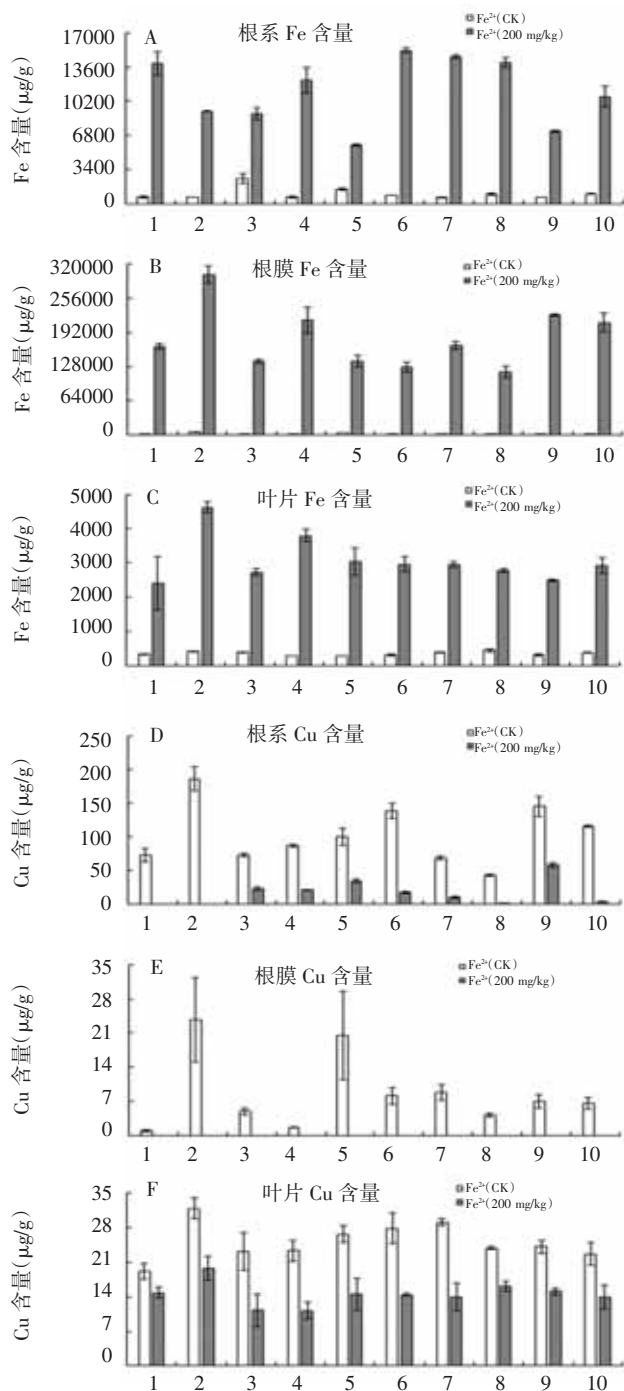 A
根系 Fe 含量
Fe²⁺(CK)
Fe²⁺(200 mg/kg)
Fe 含量(μg/g)
17000
13600
10200
6800
3400
0
1 2 3 4 5 6 7 8 9 10
B
根膜 Fe 含量
Fe²⁺(CK)
Fe²⁺(200 mg/kg)
Fe 含量(μg/g)
320000
256000
192000
128000
64000
0
1 2 3 4 5 6 7 8 9 10
C
叶片 Fe 含量
Fe²⁺(CK)
Fe²⁺(200 mg/kg)
Fe 含量(μg/g)
5000
4000
3000
2000
1000
0
1 2 3 4 5 6 7 8 9 10
D
根系 Cu 含量
Fe²⁺(CK)
Fe²⁺(200 mg/kg)
Cu 含量(μg/g)
250
200
150
100
50
0
1 2 3 4 5 6 7 8 9 10
E
根膜 Cu 含量
Fe²⁺(CK)
Fe²⁺(200 mg/kg)
Cu 含量(μg/g)
35
28
21
14
7
0
1 2 3 4 5 6 7 8 9 10
F
叶片 Cu 含量
Fe²⁺(CK)
Fe²⁺(200 mg/kg)
Cu 含量(μg/g)
35
28
21
14
7
0
1 2 3 4 5 6 7 8 9 10